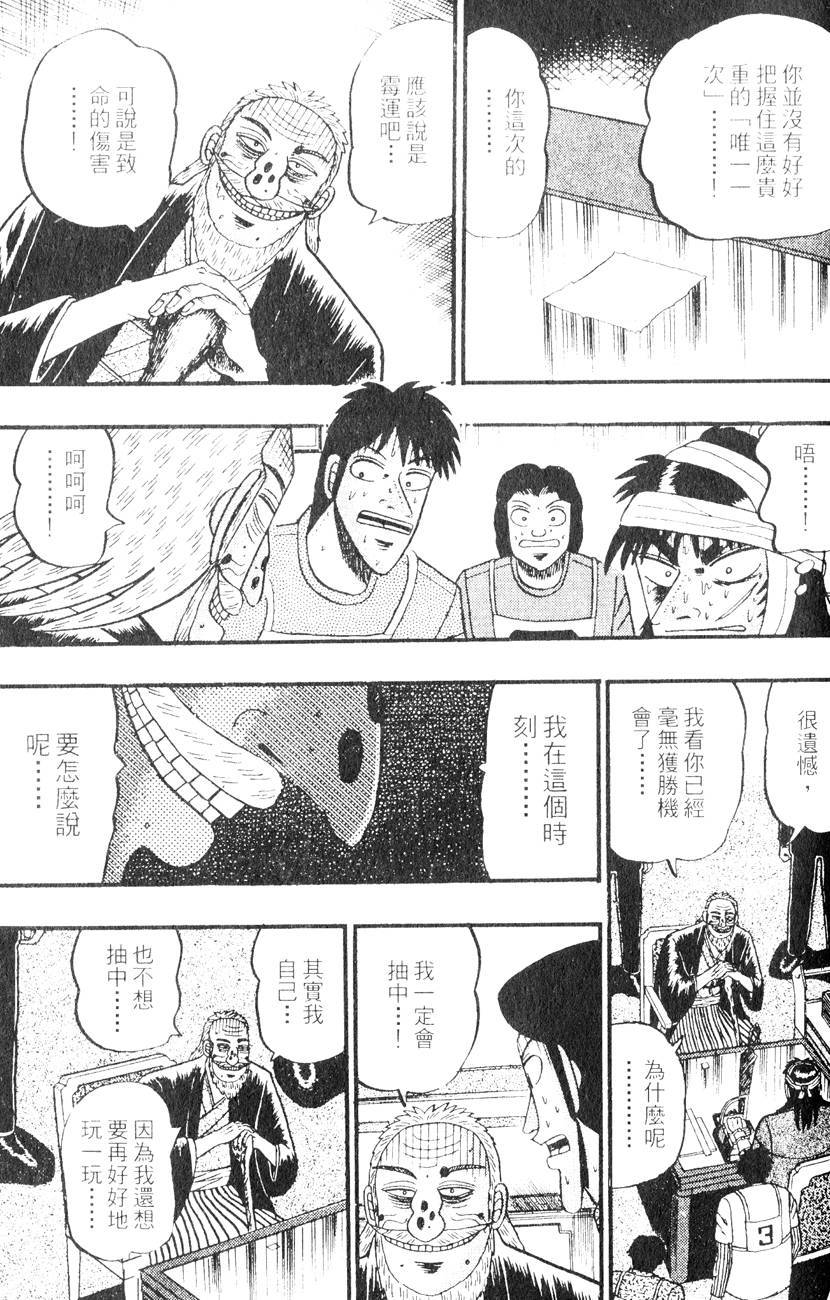 你並沒有好好
把握住這麼貴
重的「唯一一
次」………！
你這次的
………
應該說是
霉運吧…
可說是致
命的傷害
……！
唔……！
呵呵呵
……！
很遺憾，
我看你已經
毫無獲勝機
會了……
為什麼呢
………
我在這個時
刻………
要怎麼說
呢……
我一定會
抽中…！
其實我
自己…
也不想
抽中……
因為我還想
要再好好地
玩一玩……
3